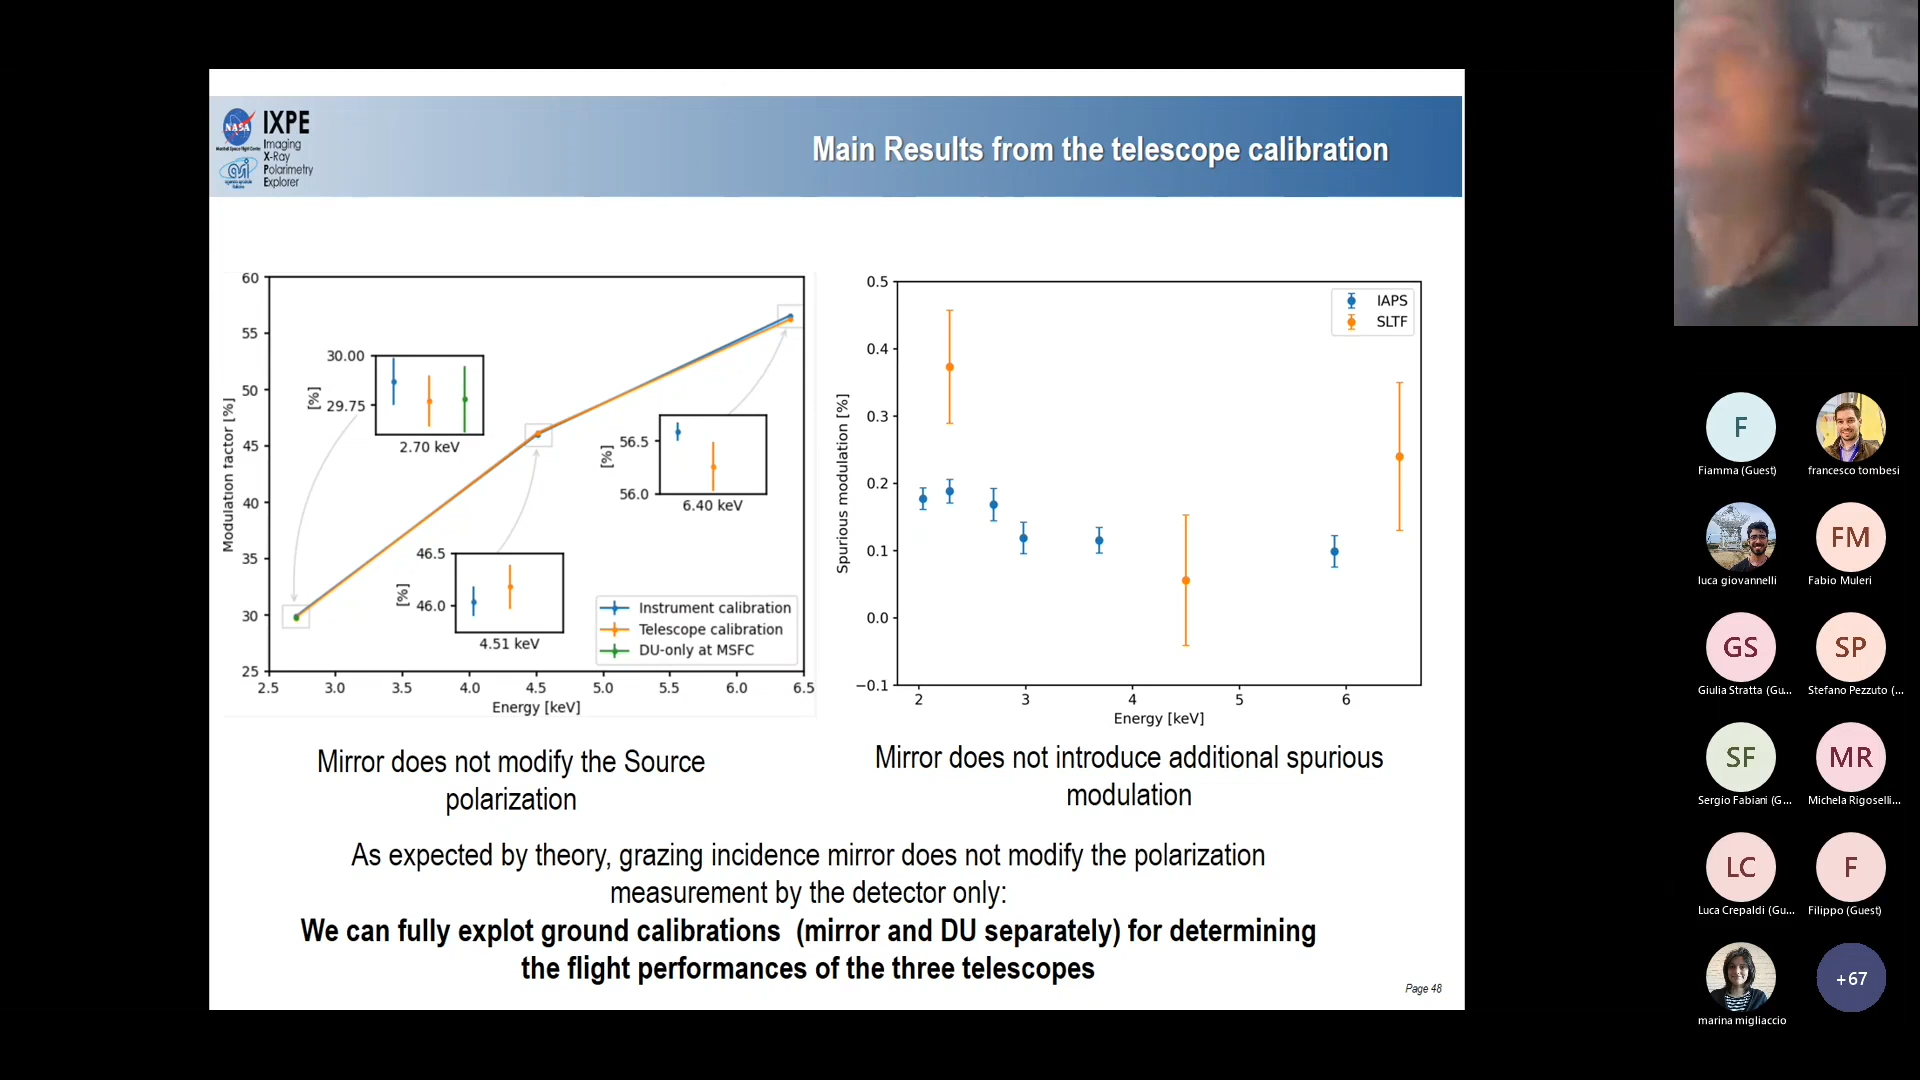 NASA
Marshall Space Flight Center
asi
IXPE
Imaging
X-Ray
Polarimetry
Explorer
Main Results from the telescope calibration
60
55
50
45
40
35
30
25
Modulation factor [%]
2.5 3.0 3.5 4.0 4.5 5.0 5.5 6.0 6.5
Energy [keV]
30.00
29.75
[%]
2.70 keV
56.5
56.0
[%]
6.40 keV
46.5
46.0
[%]
4.51 keV
Instrument calibration
Telescope calibration
DU-only at MSFC
0.5
0.4
0.3
0.2
0.1
0.0
−0.1
Spurious modulation [%]
2 3 4 5 6
Energy [keV]
IAPS
SLTF
Mirror does not modify the Source
polarization
Mirror does not introduce additional spurious
modulation
As expected by theory, grazing incidence mirror does not modify the polarization
measurement by the detector only:
We can fully explot ground calibrations (mirror and DU separately) for determining
the flight performances of the three telescopes
Page 48
F
Fiamma (Guest)
francesco tombesi
luca giovannelli
FM
Fabio Muleri
GS
Giulia Stratta (Gu...
SP
Stefano Pezzuto (...
SF
Sergio Fabiani (G...
MR
Michela Rigoselli...
LC
Luca Crepaldi (Gu...
F
Filippo (Guest)
marina migliaccio
+67